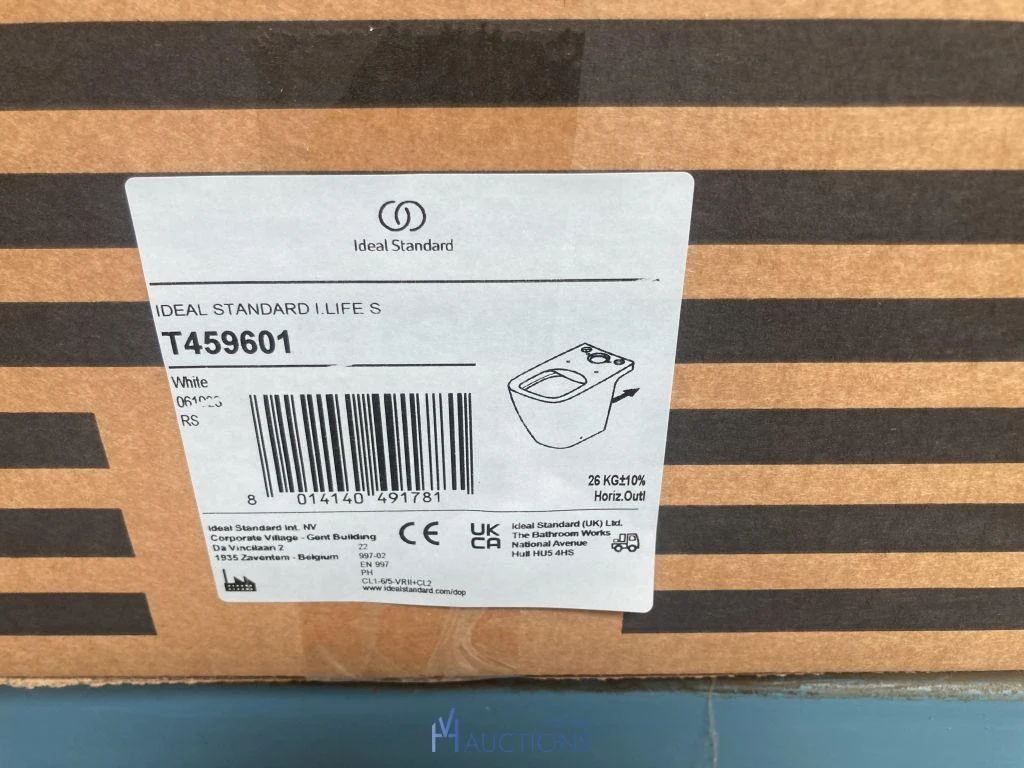 Ideal Standard
IDEAL STANDARD I.LIFE S
T459601
White
RS
8 014140 491781
26 KG±10%
Horiz.Outl
Ideal Standard Int. NV
Corporate Village - Gent Building
Da Vincilaan 2
1935 Zaventem - Belgium
CE
22
997-02
EN 997
PH
CL1-6/5-VRII+CL2
www.idealstandard.com/dop
UK
CA
Ideal Standard (UK) Ltd.
The Bathroom Works
National Avenue
Hull HU5 4HS
AUCTIONS